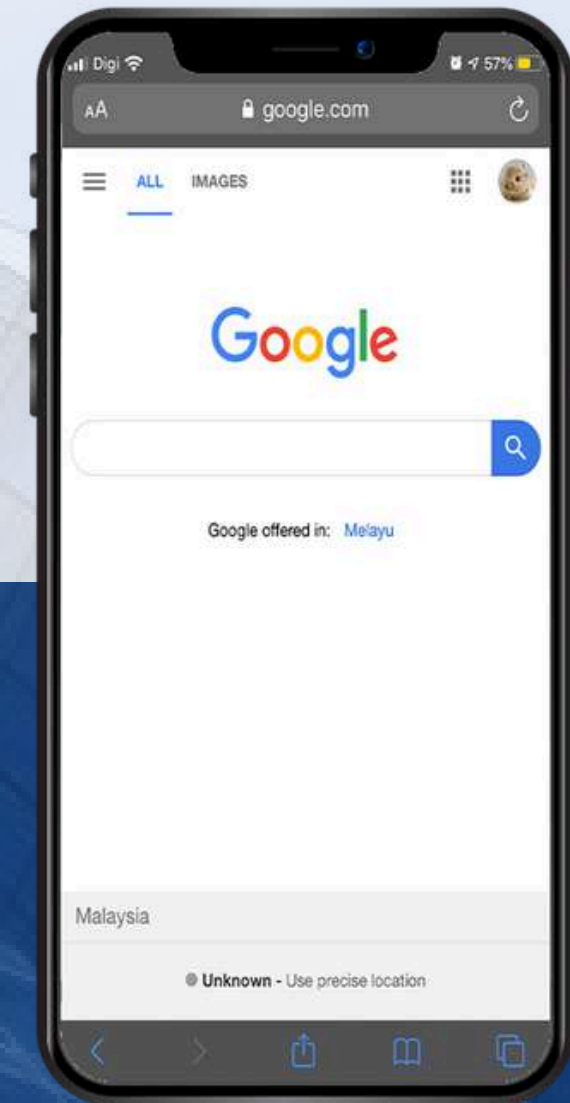 Digi 57%
AA google.com
ALL IMAGES
Google
Google offered in: Melayu
Malaysia
Unknown - Use precise location